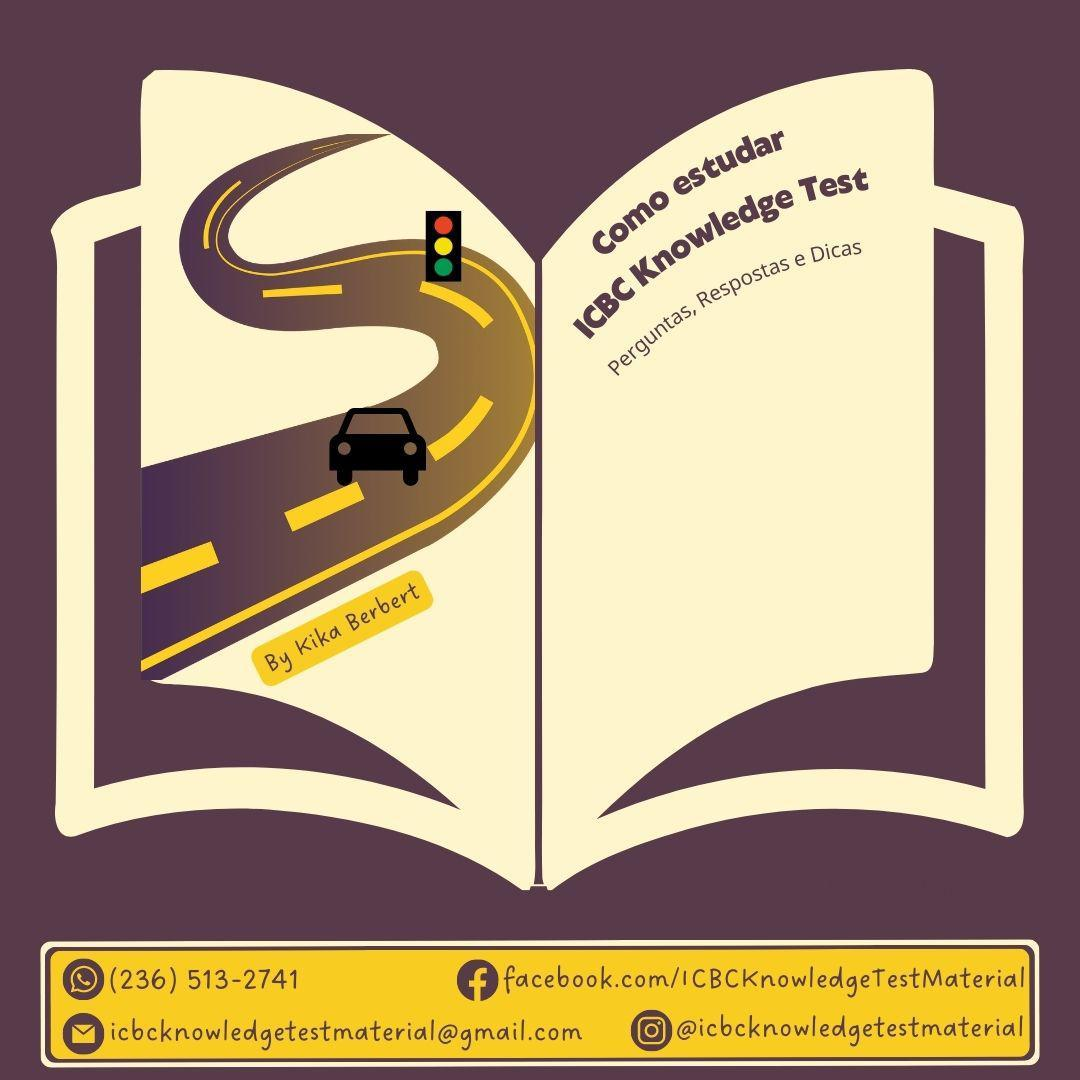 Como estudar
ICBC Knowledge Test
Perguntas, Respostas e Dicas
By Kika Berbert
(236) 513-2741
facebook.com/ICBCKnowledgeTestMaterial
icbcknowledgetestmaterial@gmail.com
@icbcknowledgetestmaterial